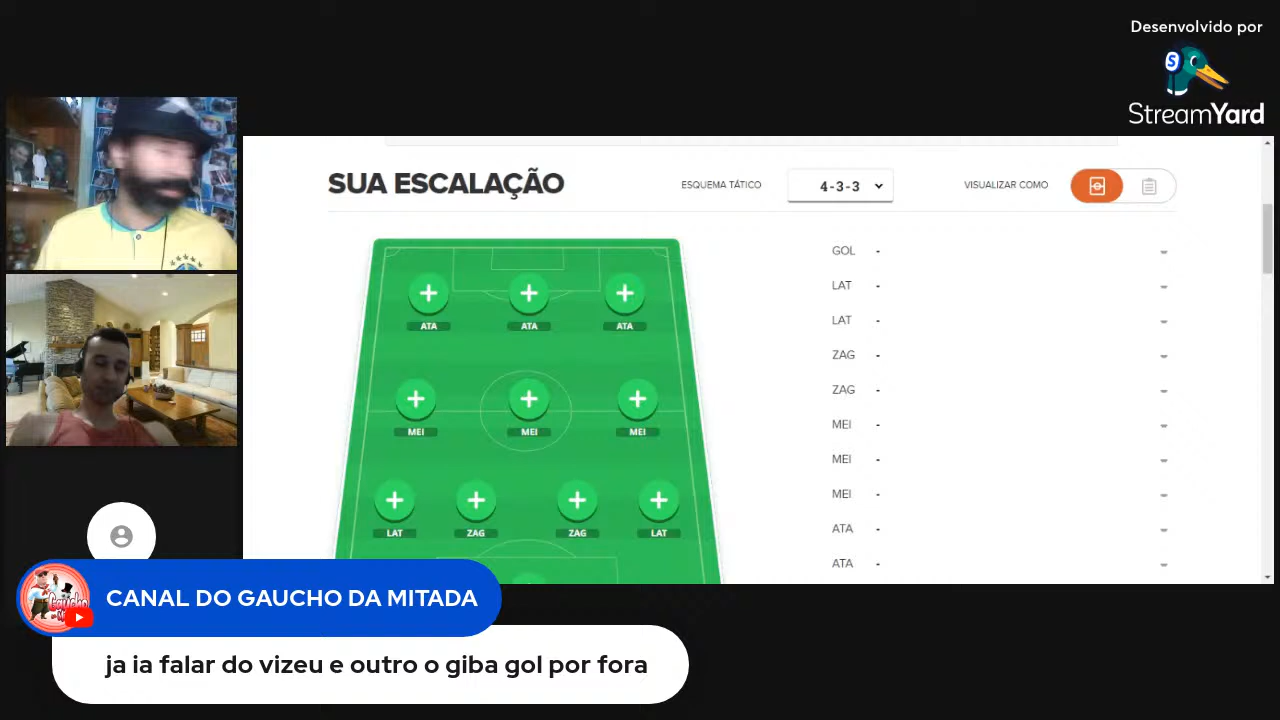 Desenvolvido por
StreamYard
SUA ESCALAÇÃO
ESQUEMA TÁTICO
4-3-3
VISUALIZAR COMO
ATA ATA ATA
MEI MEI MEI
LAT ZAG ZAG LAT
GOL -
LAT -
LAT -
ZAG -
ZAG -
MEI -
MEI -
MEI -
ATA -
ATA -
CANAL DO GAUCHO DA MITADA
ja ia falar do vizeu e outro o giba gol por fora